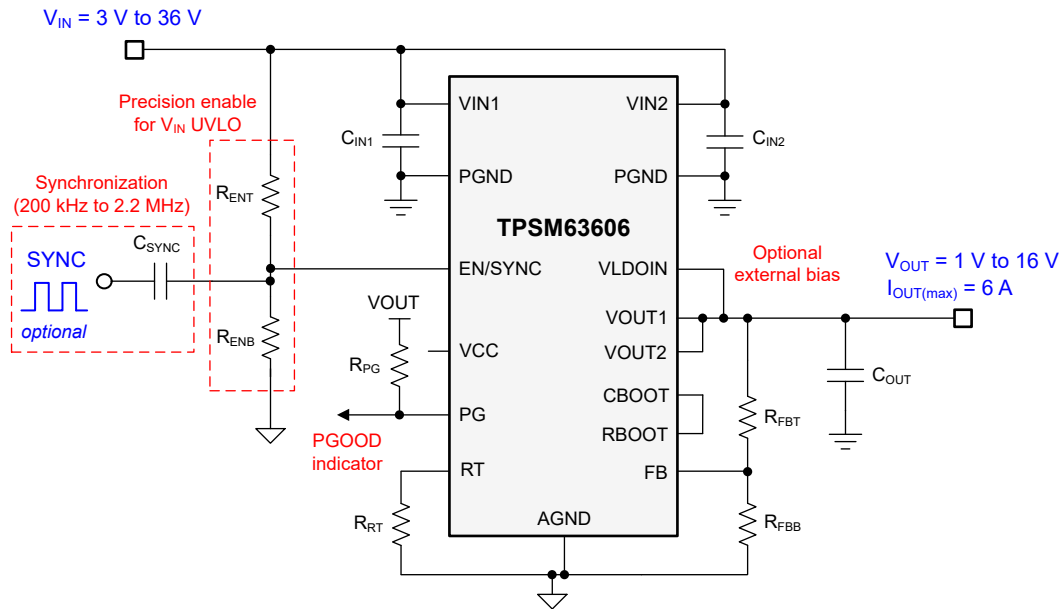 V_IN = 3 V to 36 V
Precision enable
for V_IN UVLO
Synchronization
(200 kHz to 2.2 MHz)
SYNC
optional
C_SYNC
R_ENT
R_ENB
C_IN1
VIN1
PGND
VIN2
PGND
C_IN2
TPSM63606
EN/SYNC
VLDOIN
Optional
external bias
V_OUT = 1 V to 16 V
I_OUT(max) = 6 A
VOUT
R_PG
VCC
PG
PGOOD
indicator
RT
R_RT
VOUT1
VOUT2
CBOOT
RBOOT
FB
AGND
C_OUT
R_FBT
R_FBB